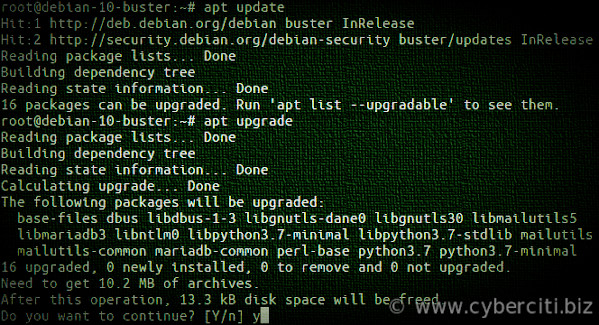 root@debian-10-buster:~# apt update
Hit:1 http://deb.debian.org/debian buster InRelease
Hit:2 http://security.debian.org/debian-security buster/updates InRelease
Reading package lists... Done
Building dependency tree
Reading state information... Done
16 packages can be upgraded. Run 'apt list --upgradable' to see them.
root@debian-10-buster:~# apt upgrade
Reading package lists... Done
Building dependency tree
Reading state information... Done
Calculating upgrade... Done
The following packages will be upgraded:
base-files dbus libdbus-1-3 libgnutls-dane0 libgnutls30 libmailutils5
libmariadb3 libntlm0 libpython3.7-minimal libpython3.7-stdlib mailutils
mailutils-common mariadb-common perl-base python3.7 python3.7-minimal
16 upgraded, 0 newly installed, 0 to remove and 0 not upgraded.
Need to get 10.2 MB of archives.
After this operation, 13.3 kB disk space will be freed.
Do you want to continue? [Y/n] y
© www.cyberciti.biz